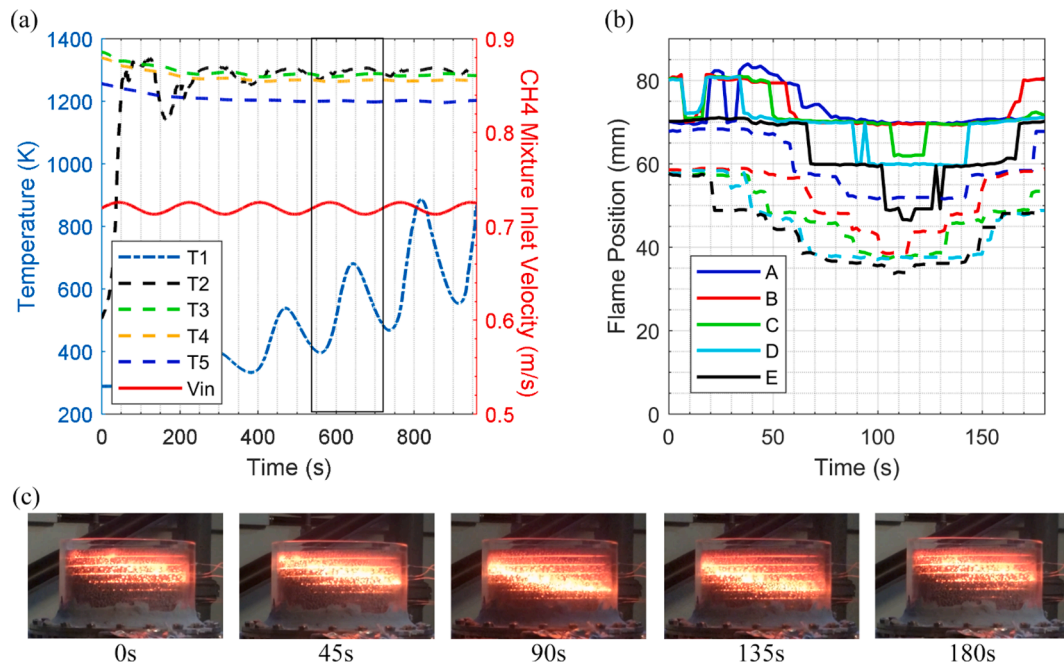 (a)
1400
1200
1000
800
600
400
200
Temperature (K)
0 200 400 600 800
Time (s)
0.9
0.8
0.7
0.6
0.5
CH4 Mixture Inlet Velocity (m/s)
T1
T2
T3
T4
T5
Vin
(b)
80
60
40
20
0
Flame Position (mm)
0 50 100 150
Time (s)
A
B
C
D
E
(c)
0s 45s 90s 135s 180s